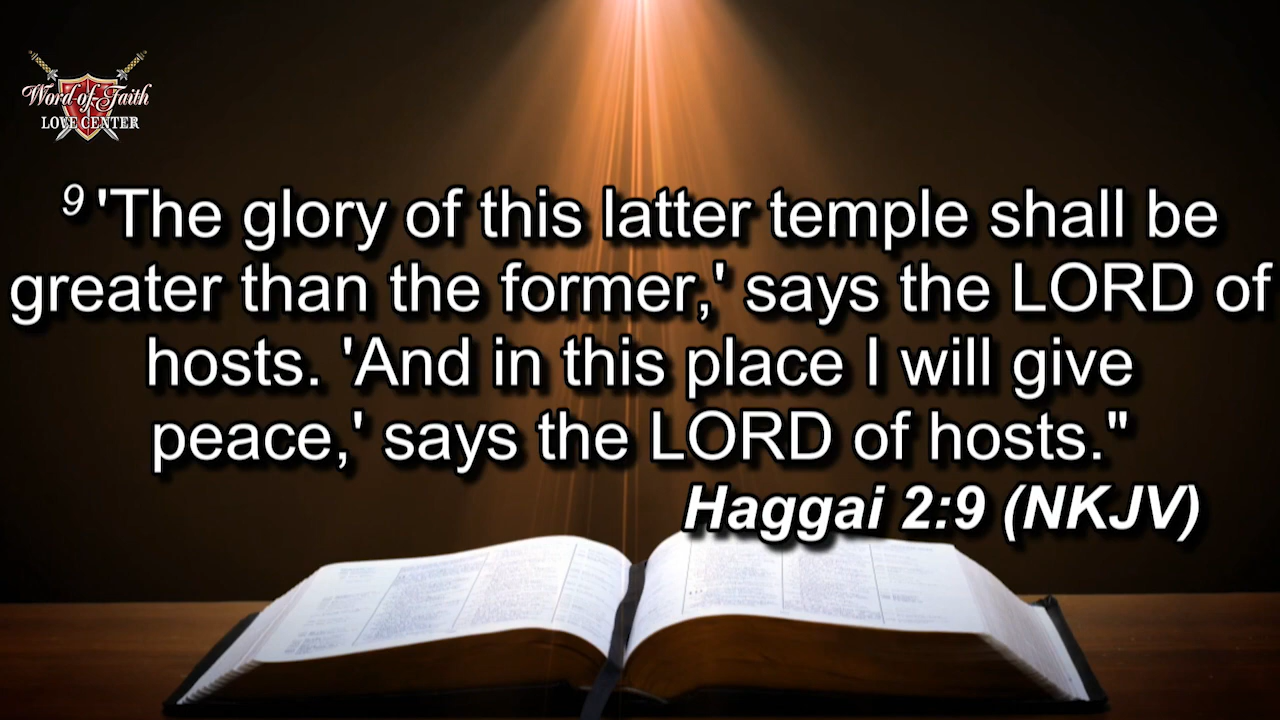 Word of Faith
LOVE CENTER
9 'The glory of this latter temple shall be
greater than the former,' says the LORD of
hosts. 'And in this place I will give
peace,' says the LORD of hosts."
Haggai 2:9 (NKJV)